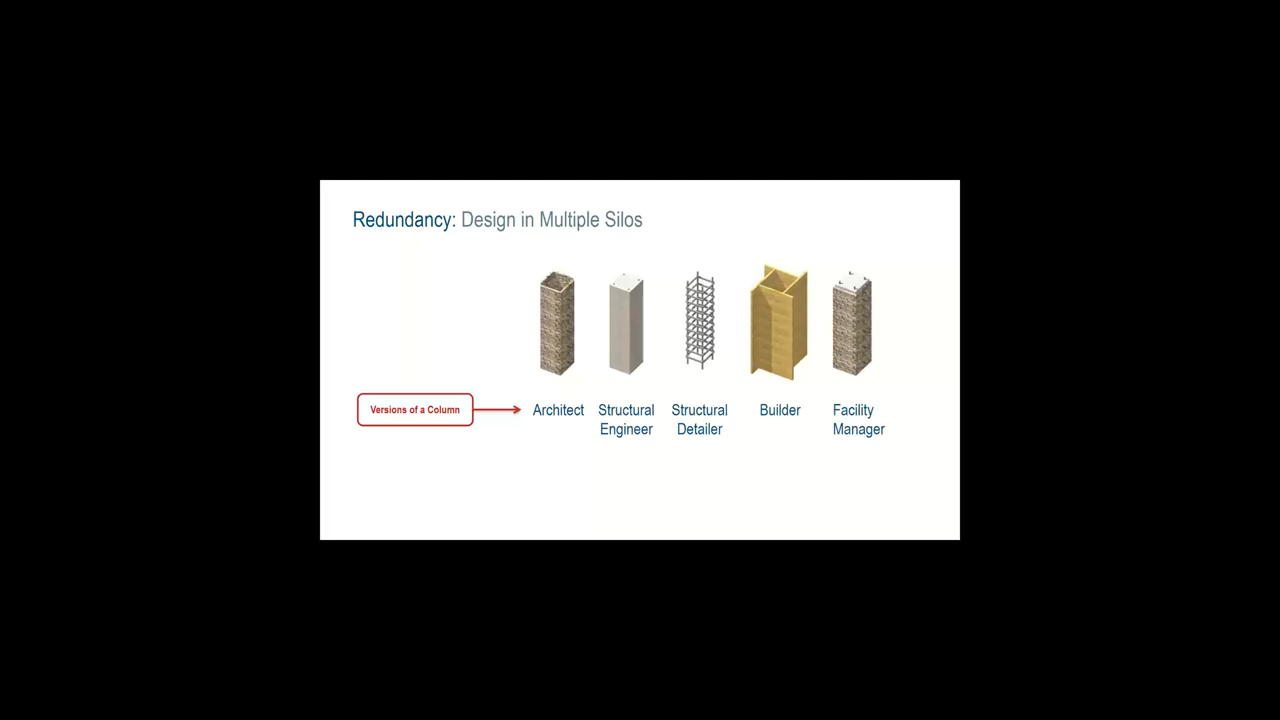 Redundancy: Design in Multiple Silos
Versions of a Column
Architect
Structural
Engineer
Structural
Detailer
Builder
Facility
Manager